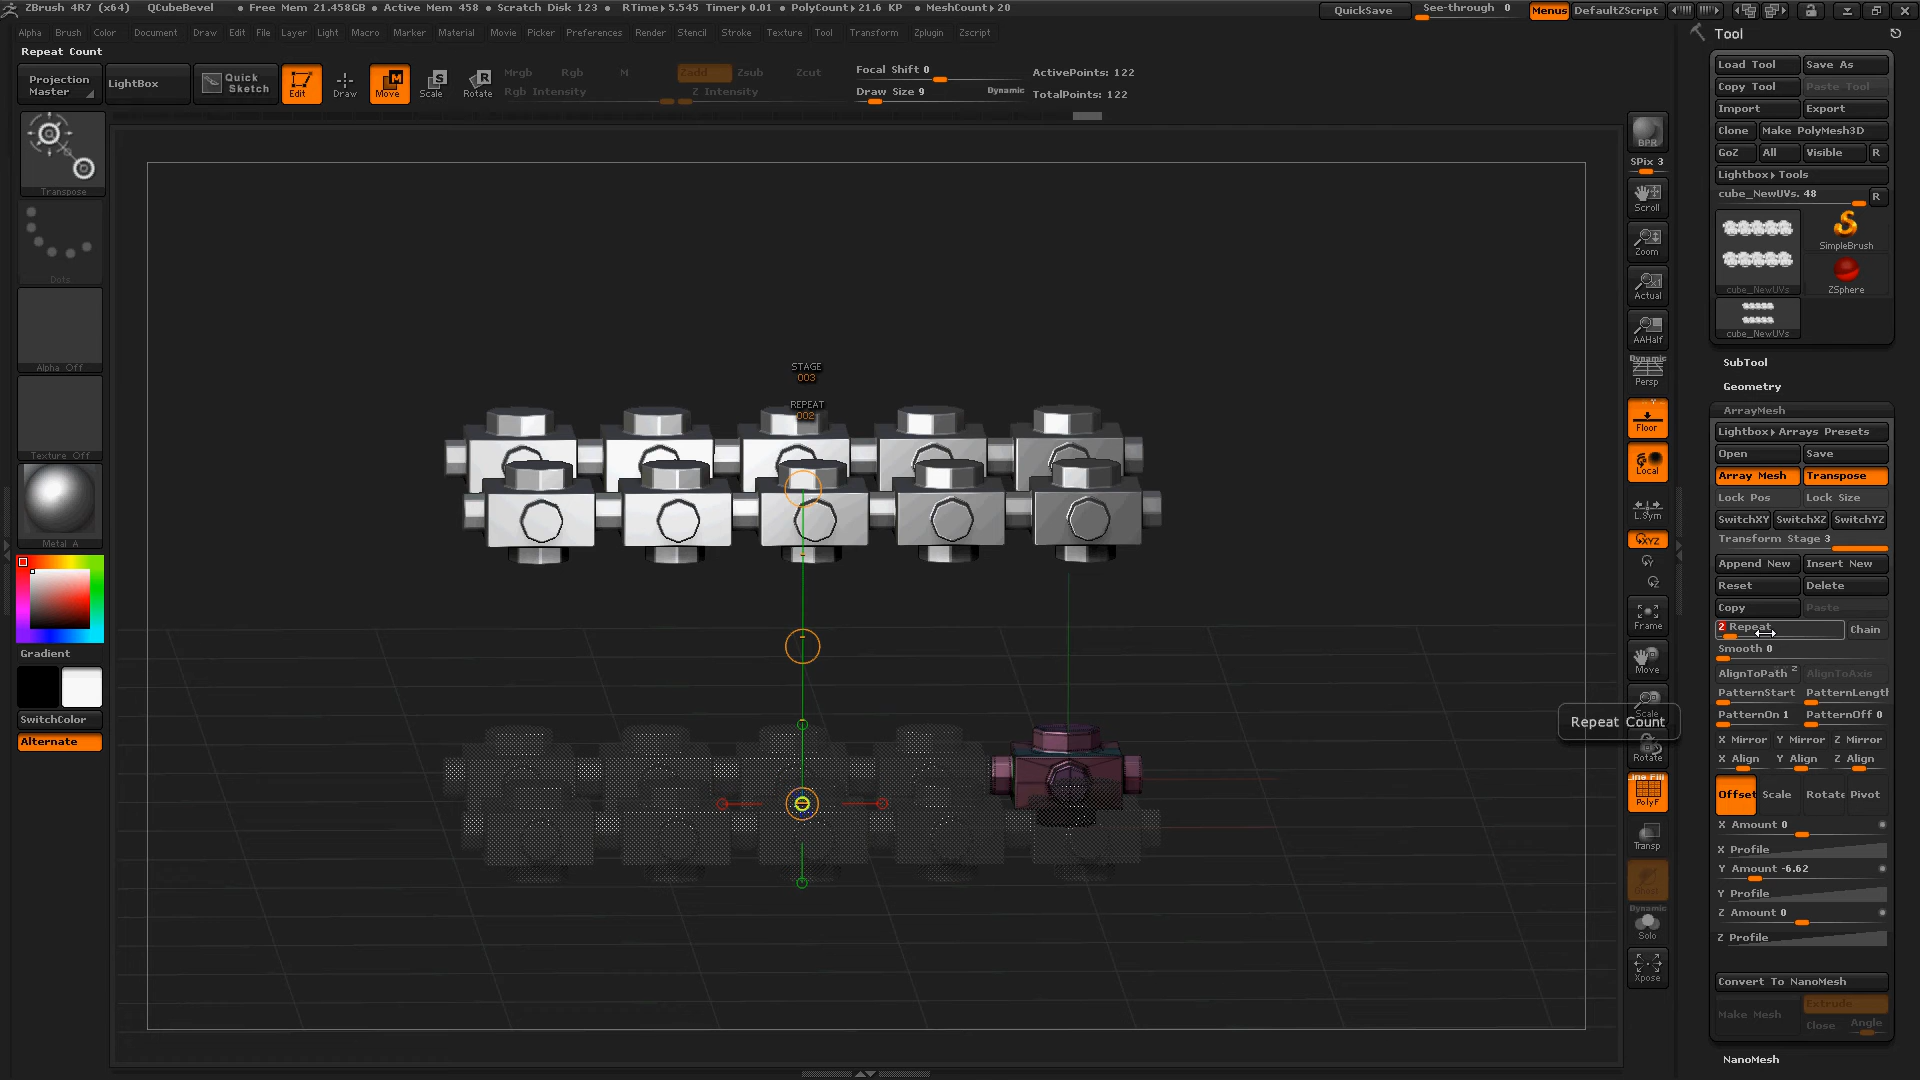 ZBrush 4R7 (x64) QCubeBevel • Free Mem 21.458GB • Active Mem 458 • Scratch Disk 123 • RTime▸5.545 Timer▸0.01 • PolyCount▸21.6 KP • MeshCount▸20 QuickSave See-through 0 Menus DefaultZScript
Alpha Brush Color Document Draw Edit File Layer Light Macro Marker Material Movie Picker Preferences Render Stencil Stroke Texture Tool Transform Zplugin Zscript
Repeat Count
Projection Master
LightBox
Quick Sketch
Edit
Draw
Move
Scale
Rotate
Mrgb Rgb M
Rgb Intensity
Zadd Zsub Zcut
Z Intensity
Focal Shift 0
Draw Size 9
Dynamic
ActivePoints: 122
TotalPoints: 122
Transpose
Dots
Alpha Off
Texture Off
Metal A
Gradient
SwitchColor
Alternate
STAGE
003
REPEAT
002
BPR
SPix 3
Scroll
Zoom
Actual
AAHalf
Dynamic
Persp
Floor
Local
L.Sym
XYZ
Y
Z
Frame
Move
Scale
Repeat Count
Rotate
Line Fill
PolyF
Transp
Ghost
Dynamic
Solo
Xpose
Tool
Load Tool Save As
Copy Tool Paste Tool
Import Export
Clone Make PolyMesh3D
GoZ All Visible R
Lightbox▸Tools
cube_NewUVs. 48 R
cube_NewUVs
SimpleBrush
ZSphere
cube_NewUVs
SubTool
Geometry
ArrayMesh
Lightbox▸Arrays Presets
Open Save
Array Mesh Transpose
Lock Pos Lock Size
SwitchXY SwitchXZ SwitchYZ
Transform Stage 3
Append New Insert New
Reset Delete
Copy Paste
2 Repeat Chain
Smooth 0
AlignToPath Z AlignToAxis
PatternStart PatternLength
PatternOn 1 PatternOff 0
X Mirror Y Mirror Z Mirror
X Align Y Align Z Align
Offset Scale Rotate Pivot
X Amount 0
X Profile
Y Amount -6.62
Y Profile
Z Amount 0
Z Profile
Convert To NanoMesh
Extrude
Make Mesh
Close Angle
NanoMesh